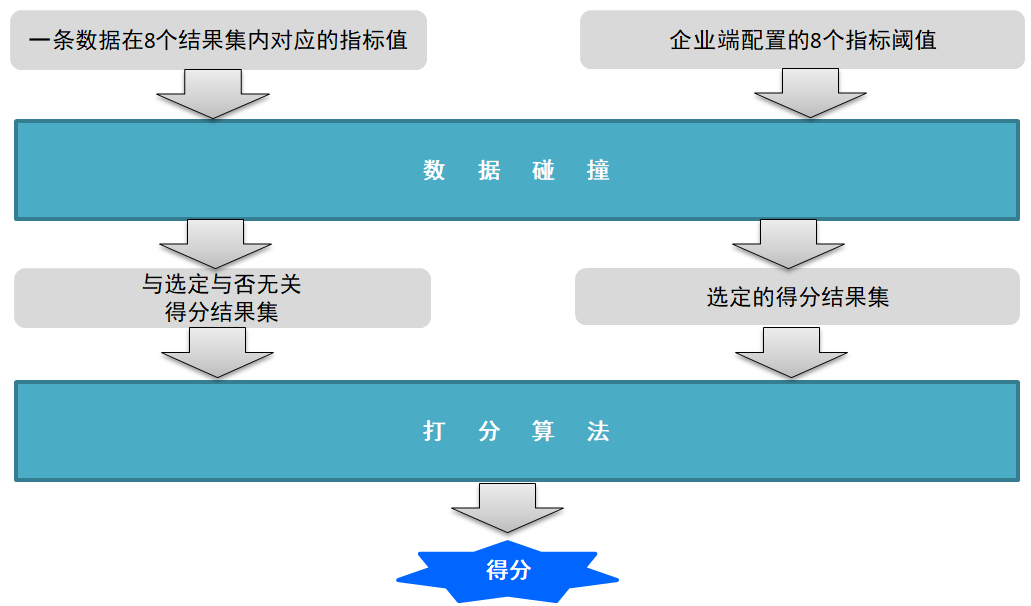 一条数据在8个结果集内对应的指标值
企业端配置的8个指标阈值
数 据 碰 撞
与选定与否无关
得分结果集
选定的得分结果集
打 分 算 法
得分